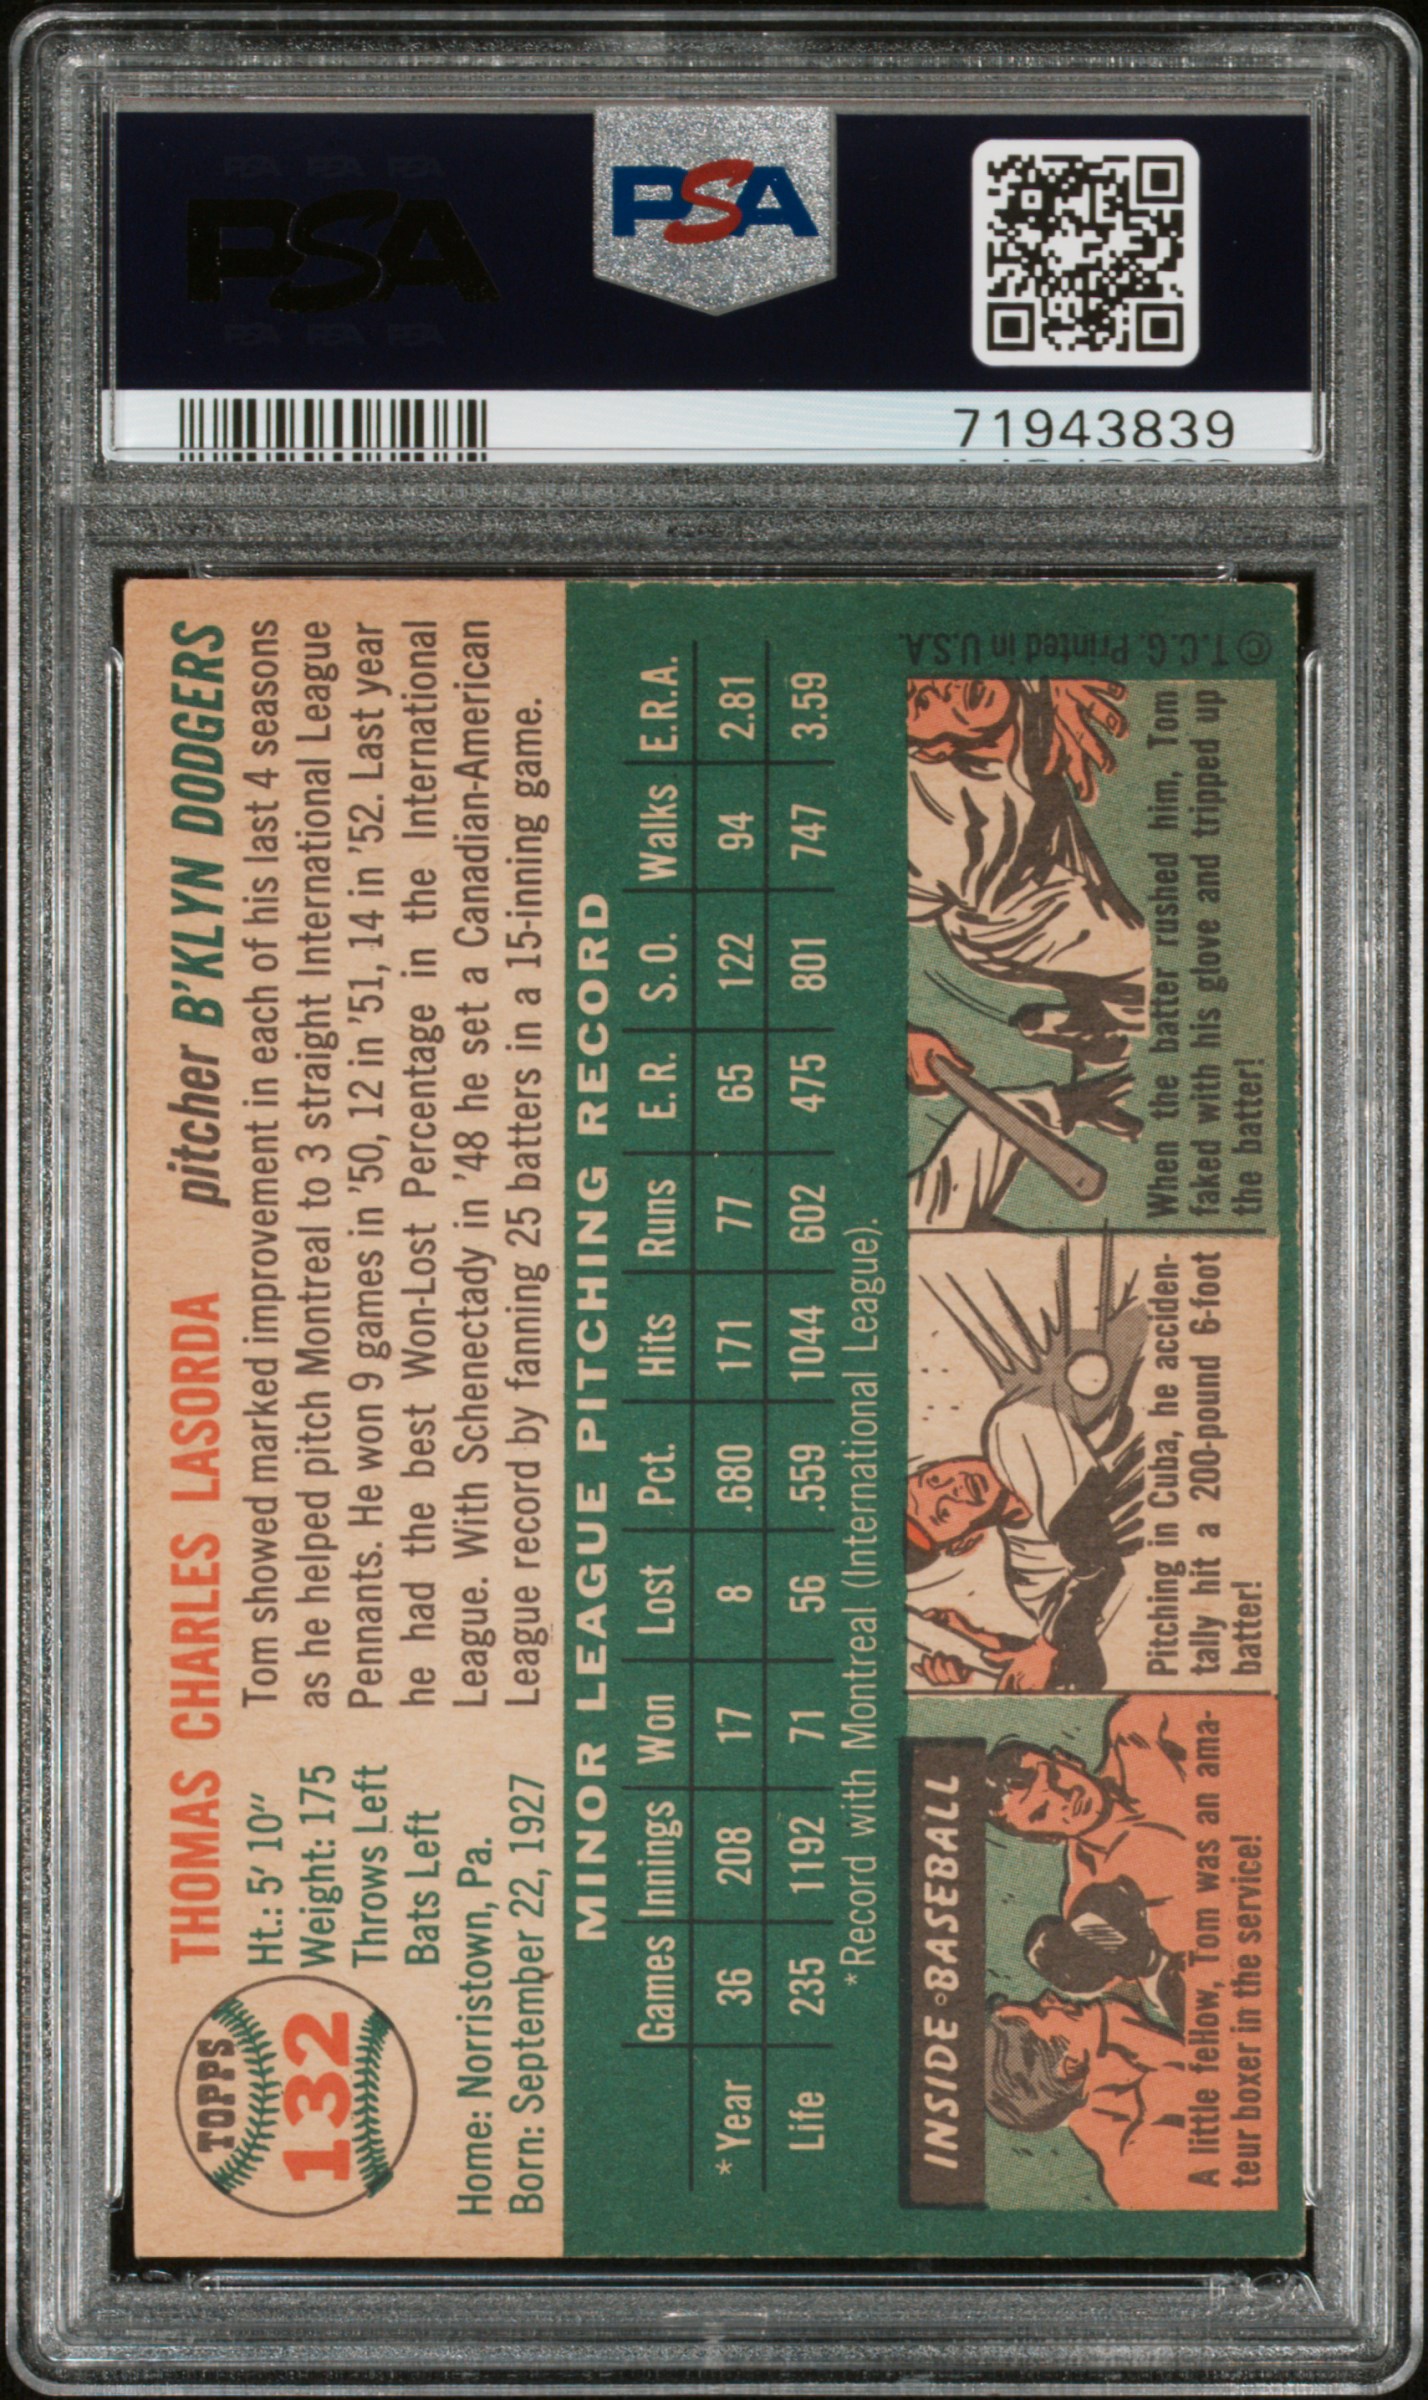 PSA PSA PSA
PSA
PSA PSA PSA
PSA
71943839
TOPPS
132
THOMAS CHARLES LASORDA pitcher B'KLYN DODGERS
Ht.: 5' 10"
Weight: 175
Throws Left
Bats Left
Home: Norristown, Pa.
Born: September 22, 1927
Tom showed marked improvement in each of his last 4 seasons
as he helped pitch Montreal to 3 straight International League
Pennants. He won 9 games in '50, 12 in '51, 14 in '52. Last year
he had the best Won-Lost Percentage in the International
League. With Schenectady in '48 he set a Canadian-American
League record by fanning 25 batters in a 15-inning game.
MINOR LEAGUE PITCHING RECORD
Games Innings Won Lost Pct. Hits Runs E.R. S.O. Walks E.R.A.
*Year 36 208 17 8 .680 171 77 65 122 94 2.81
Life 235 1192 71 56 .559 1044 602 475 801 747 3.59
*Record with Montreal (International League).
INSIDE BASEBALL
A little fellow, Tom was an ama-
teur boxer in the service!
Pitching in Cuba, he acciden-
tally hit a 200-pound 6-foot
batter!
When the batter rushed him, Tom
faked with his glove and tripped up
the batter!
© T.C.G. Printed in U.S.A.
PSA